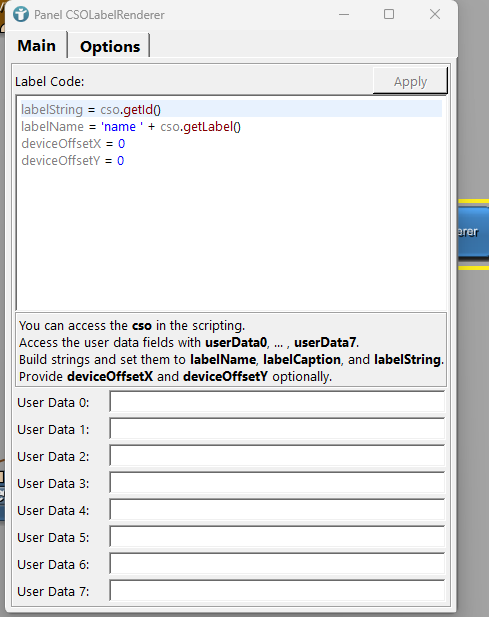 Panel CSOLabelRenderer
Main Options
Label Code: Apply
labelString = cso.getId()
labelName = 'name ' + cso.getLabel()
deviceOffsetX = 0
deviceOffsetY = 0
You can access the cso in the scripting.
Access the user data fields with userData0, ... , userData7.
Build strings and set them to labelName, labelCaption, and labelString.
Provide deviceOffsetX and deviceOffsetY optionally.
User Data 0:
User Data 1:
User Data 2:
User Data 3:
User Data 4:
User Data 5:
User Data 6:
User Data 7:
erer